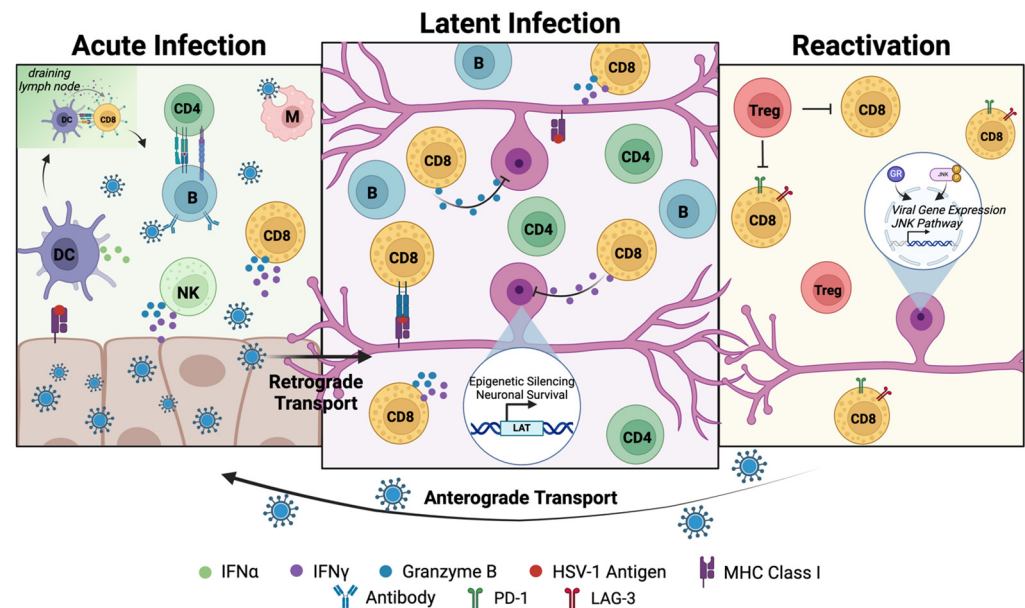 Acute Infection
Latent Infection
Reactivation
draining
lymph node
DC
CD8
CD4
M
B
DC
CD8
NK
Retrograde
Transport
B
CD8
CD8
CD4
B
B
CD4
CD8
CD8
CD8
Epigenetic Silencing
Neuronal Survival
LAT
CD4
Treg
CD8
CD8
CD8
GR
JNK
P
P
Viral Gene Expression
JNK Pathway
Treg
CD8
Anterograde Transport
IFNα
IFNγ
Granzyme B
HSV-1 Antigen
MHC Class I
Antibody
PD-1
LAG-3